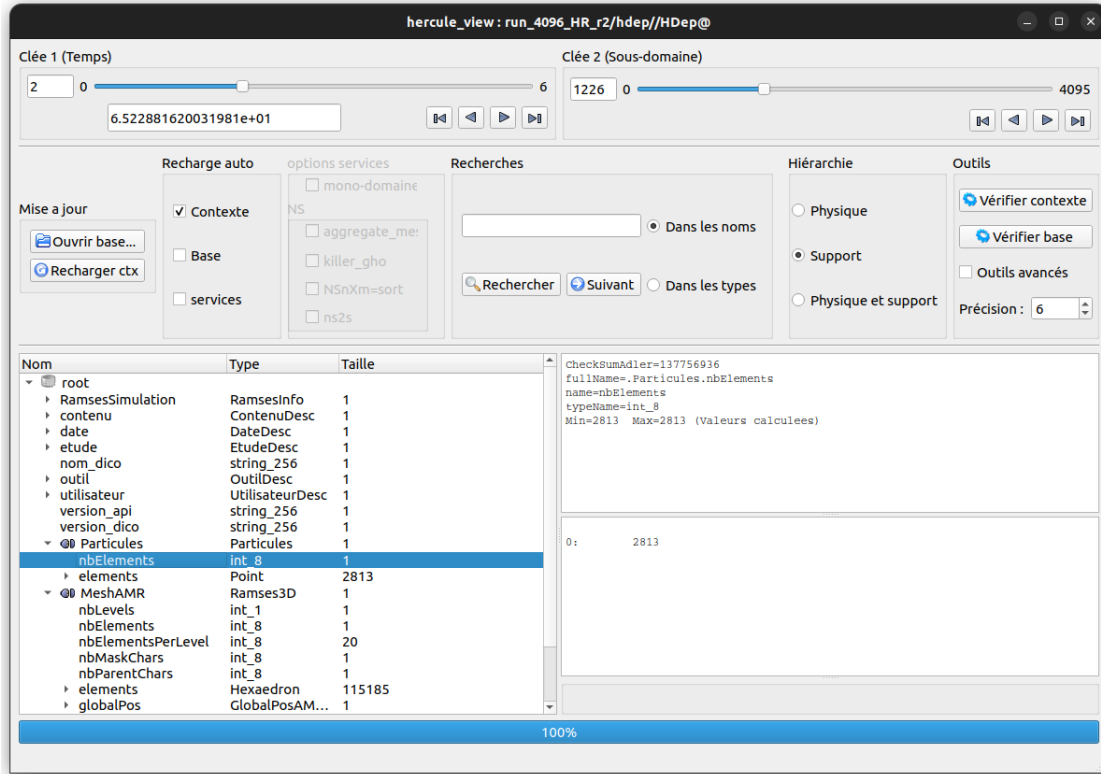 hercule_view : run_4096_HR_r2/hdep//HDep@
Clée 1 (Temps)
2 0 6
6.522881620031981e+01
Clée 2 (Sous-domaine)
1226 0 4095
Mise a jour
Ouvrir base...
Recharger ctx
Recharge auto
Contexte
Base
services
options services
mono-domaine
NS
aggregate_mes
killer_gho
NSnXm=sort
ns2s
Recherches
Dans les noms
Rechercher Suivant Dans les types
Hiérarchie
Physique
Support
Physique et support
Outils
Vérifier contexte
Vérifier base
Outils avancés
Précision : 6
Nom Type Taille
root
RamsesSimulation RamsesInfo 1
contenu ContenuDesc 1
date DateDesc 1
etude EtudeDesc 1
nom_dico string_256 1
outil OutilDesc 1
utilisateur UtilisateurDesc 1
version_api string_256 1
version_dico string_256 1
Particules Particules 1
nbElements int_8 1
elements Point 2813
MeshAMR Ramses3D 1
nbLevels int_1 1
nbElements int_8 1
nbElementsPerLevel int_8 20
nbMaskChars int_8 1
nbParentChars int_8 1
elements Hexaedron 115185
globalPos GlobalPosAM... 1
CheckSumAdler=137756936
fullName=.Particules.nbElements
name=nbElements
typeName=int_8
Min=2813 Max=2813 (Valeurs calculees)
0: 2813
100%